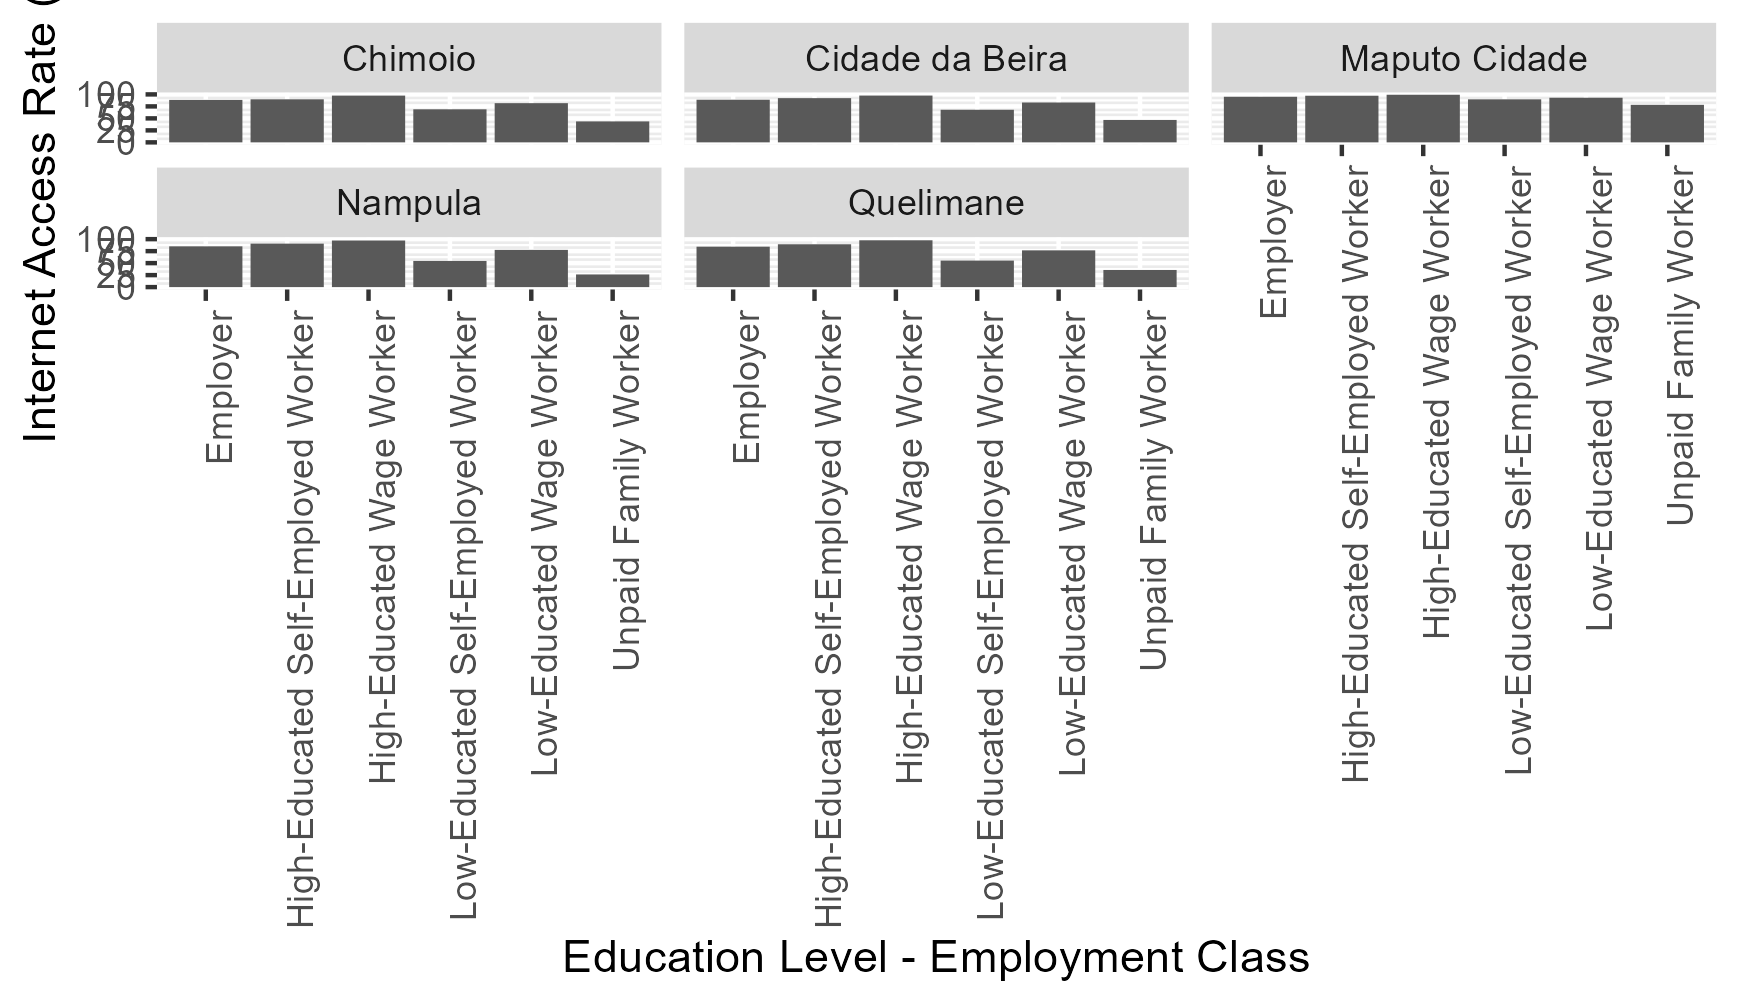 Internet Access Rate (
Chimoio
Cidade da Beira
Maputo Cidade
100
75
50
25
0
Employer
High-Educated Self-Employed Worker
High-Educated Wage Worker
Low-Educated Self-Employed Worker
Low-Educated Wage Worker
Unpaid Family Worker
Nampula
Quelimane
100
75
50
25
0
Employer
High-Educated Self-Employed Worker
High-Educated Wage Worker
Low-Educated Self-Employed Worker
Low-Educated Wage Worker
Unpaid Family Worker
Employer
High-Educated Self-Employed Worker
High-Educated Wage Worker
Low-Educated Self-Employed Worker
Low-Educated Wage Worker
Unpaid Family Worker
Education Level - Employment Class